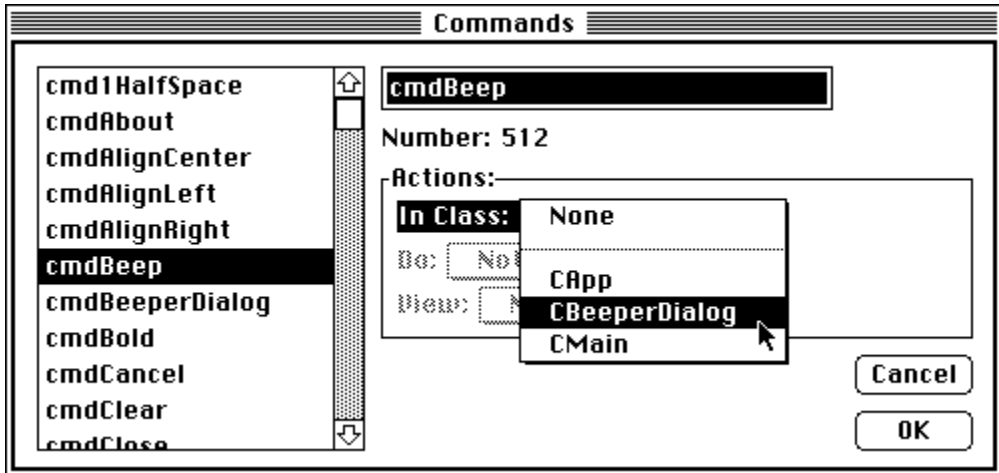 Commands
cmd1HalfSpace
cmdAbout
cmdAlignCenter
cmdAlignLeft
cmdAlignRight
cmdBeep
cmdBeeperDialog
cmdBold
cmdCancel
cmdClear
cmdClose
cmdBeep
Number: 512
Actions:
In Class:
None
Do:
CApp
View:
CBeeperDialog
CMain
Cancel
OK